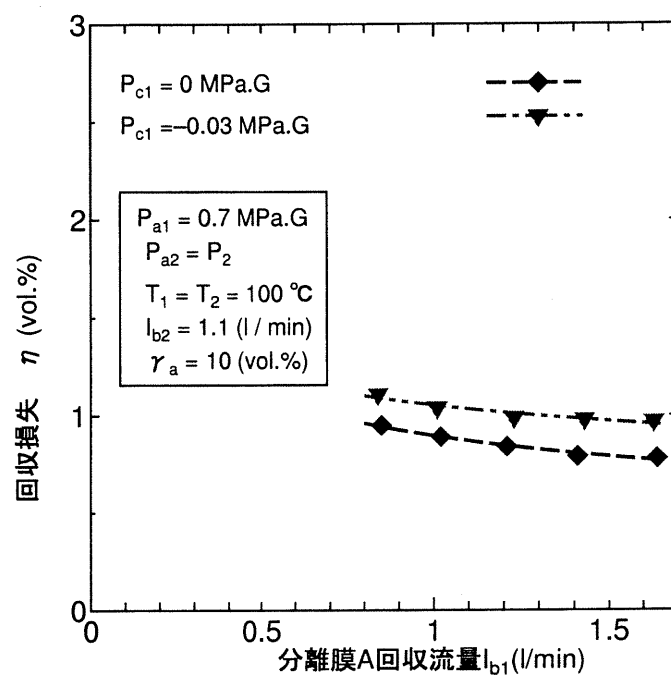 3
P_c1 = 0 MPa.G
P_c1 =−0.03 MPa.G
2
P_a1 = 0.7 MPa.G
P_a2 = P_2
T_1 = T_2 = 100 ℃
I_b2 = 1.1 (l / min)
γ_a = 10 (vol.%)
回収損失 η (vol.%)
1
0
0 0.5 1 1.5
分離膜A回収流量I_b1(l/min)